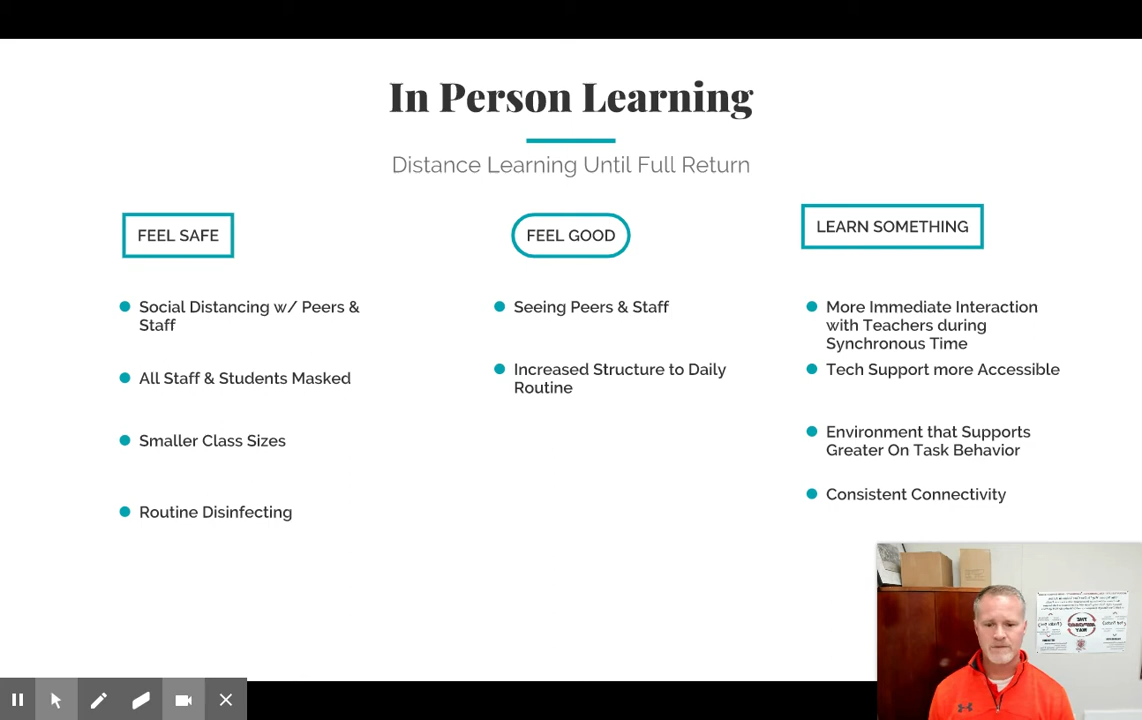 In Person Learning
Distance Learning Until Full Return
FEEL SAFE
Social Distancing w/ Peers &
Staff
All Staff & Students Masked
Smaller Class Sizes
Routine Disinfecting
FEEL GOOD
Seeing Peers & Staff
Increased Structure to Daily
Routine
LEARN SOMETHING
More Immediate Interaction
with Teachers during
Synchronous Time
Tech Support more Accessible
Environment that Supports
Greater On Task Behavior
Consistent Connectivity
THE
WAY